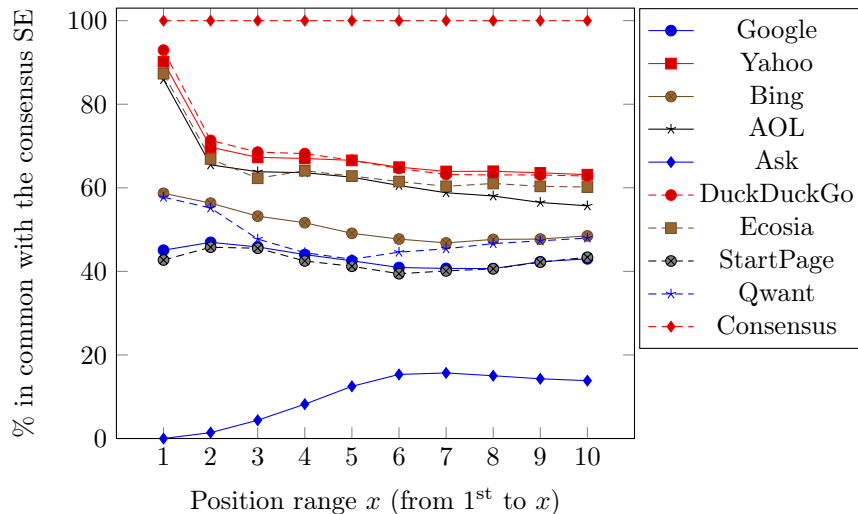 % in common with the consensus SE
100
80
60
40
20
0
1 2 3 4 5 6 7 8 9 10
Position range x (from 1st to x)
Google
Yahoo
Bing
AOL
Ask
DuckDuckGo
Ecosia
StartPage
Qwant
Consensus